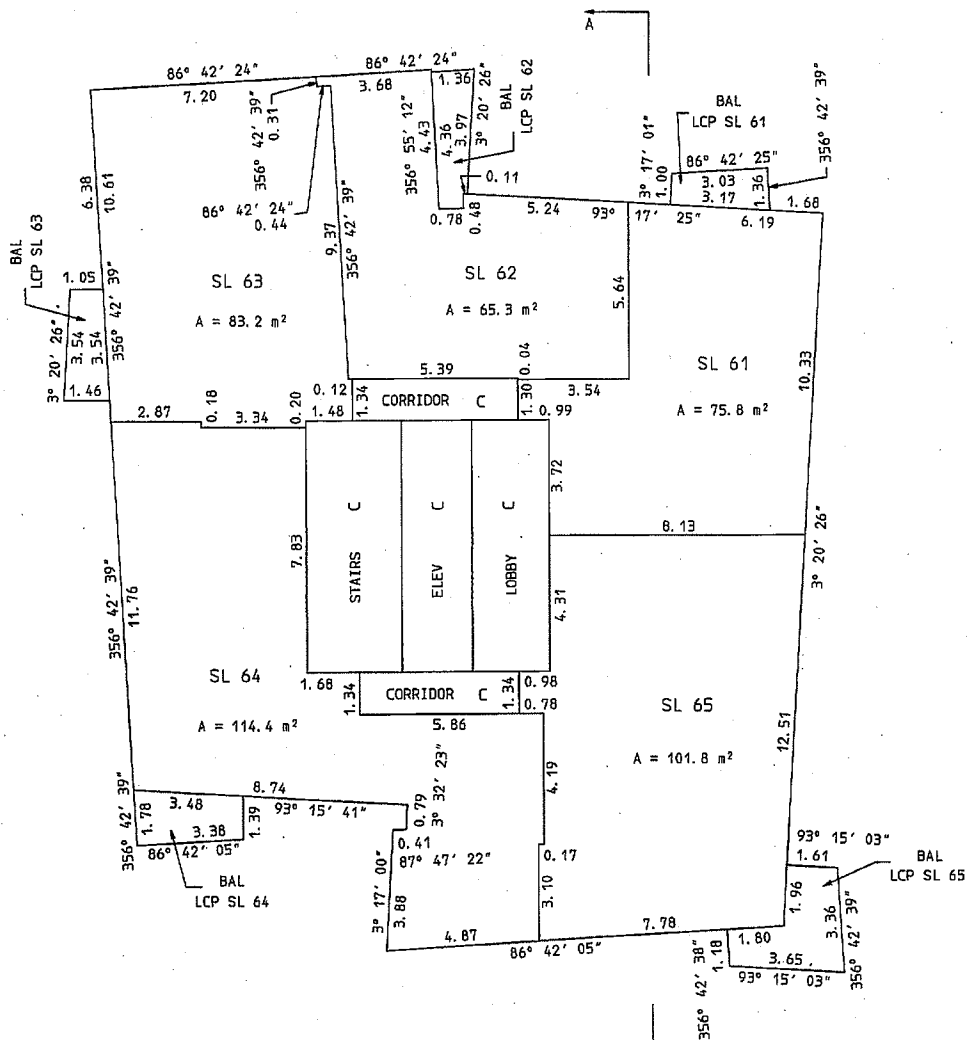 A
86° 42' 24"
7.20
86° 42' 24"
3.68
1.36
BAL
LCP SL 62
356° 42' 39"
0.31
86° 42' 24"
0.44
356° 55' 12"
4.43
4.36
3.97
3° 20' 26"
0.11
0.78
0.48
5.24
93° 17' 25"
3° 17' 01"
1.00
BAL
LCP SL 61
86° 42' 25"
3.03
3.17
1.36
356° 42' 39"
1.68
6.19
6.38
10.61
356° 42' 39"
BAL
LCP SL 63
1.05
3° 20' 26"
3.54
3.54
1.46
9.37
356° 42' 39"
SL 63
A = 83.2 m²
SL 62
A = 65.3 m²
5.64
SL 61
A = 75.8 m²
10.33
5.39
0.04
3.54
0.12
1.48
1.34
CORRIDOR C
1.30
0.99
2.87
0.18
3.34
0.20
3.72
8.13
3° 20' 26"
7.83
STAIRS C
ELEV C
LOBBY C
4.31
356° 42' 39"
11.76
SL 64
A = 114.4 m²
1.68
1.34
CORRIDOR C
1.34
0.98
0.78
5.86
SL 65
A = 101.8 m²
12.51
4.19
356° 42' 39"
1.78
3.48
8.74
93° 15' 41"
3.38
1.39
86° 42' 05"
BAL
LCP SL 64
0.79
3° 32' 23"
0.41
87° 47' 22"
3° 17' 00"
3.88
4.87
0.17
3.10
86° 42' 05"
7.78
93° 15' 03"
1.61
BAL
LCP SL 65
1.96
3.36
356° 42' 39"
1.80
1.18
356° 42' 38"
3.65
93° 15' 03"